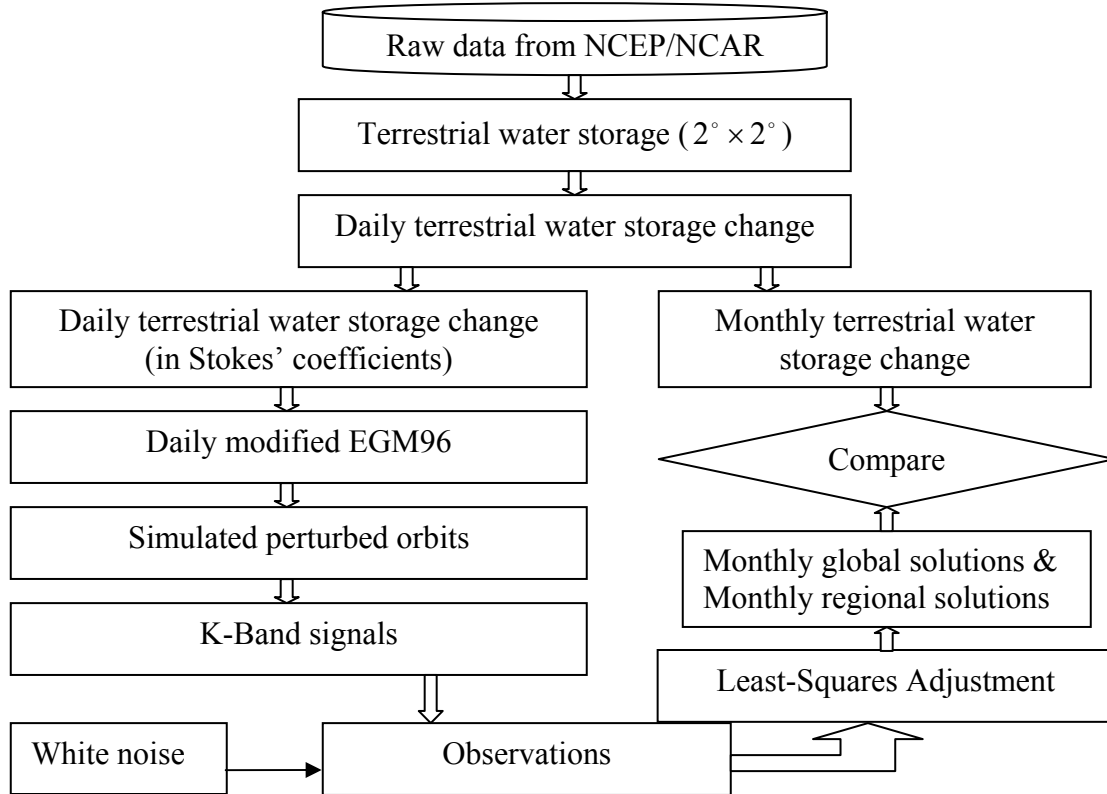 Raw data from NCEP/NCAR
Terrestrial water storage (2° × 2°)
Daily terrestrial water storage change
Daily terrestrial water storage change
(in Stokes’ coefficients)
Monthly terrestrial water
storage change
Daily modified EGM96
Compare
Simulated perturbed orbits
Monthly global solutions &
Monthly regional solutions
K-Band signals
Least-Squares Adjustment
White noise
Observations